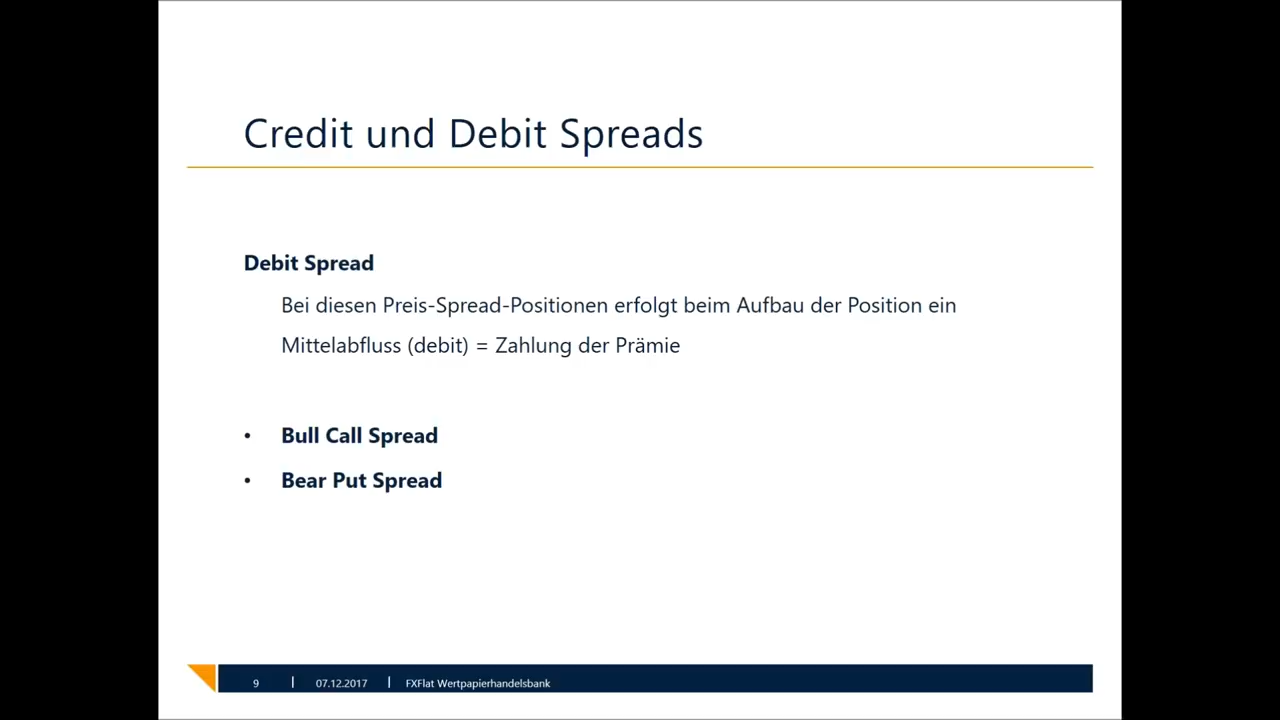 Credit und Debit Spreads
Debit Spread
Bei diesen Preis-Spread-Positionen erfolgt beim Aufbau der Position ein
Mittelabfluss (debit) = Zahlung der Prämie
• Bull Call Spread
• Bear Put Spread
9 | 07.12.2017 | FXFlat Wertpapierhandelsbank